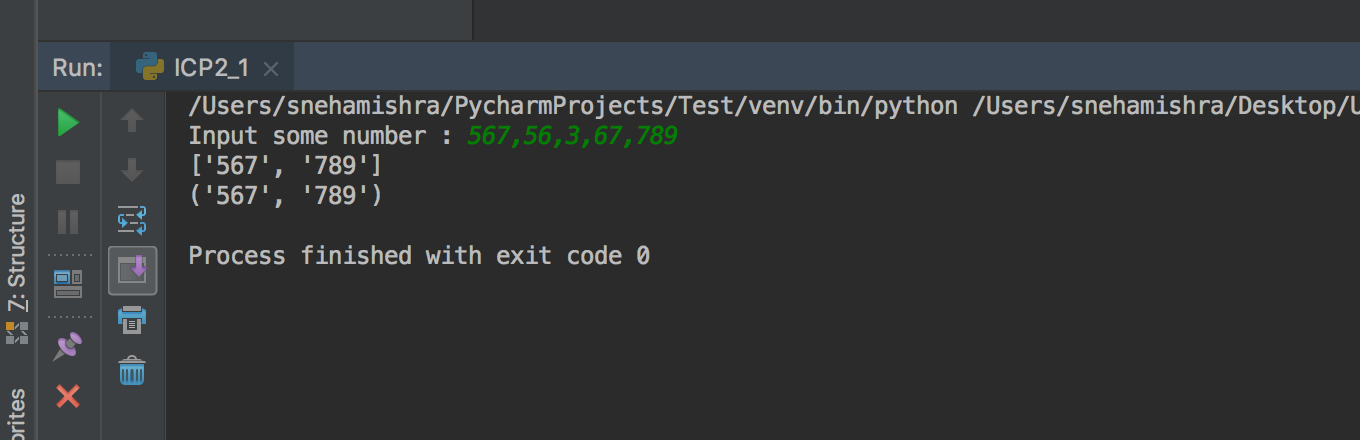 Run: ICP2_1
/Users/snehamishra/PycharmProjects/Test/venv/bin/python /Users/snehamishra/Desktop/U
Input some number : 567,56,3,67,789
['567', '789']
('567', '789')
Process finished with exit code 0
7: Structure
orites